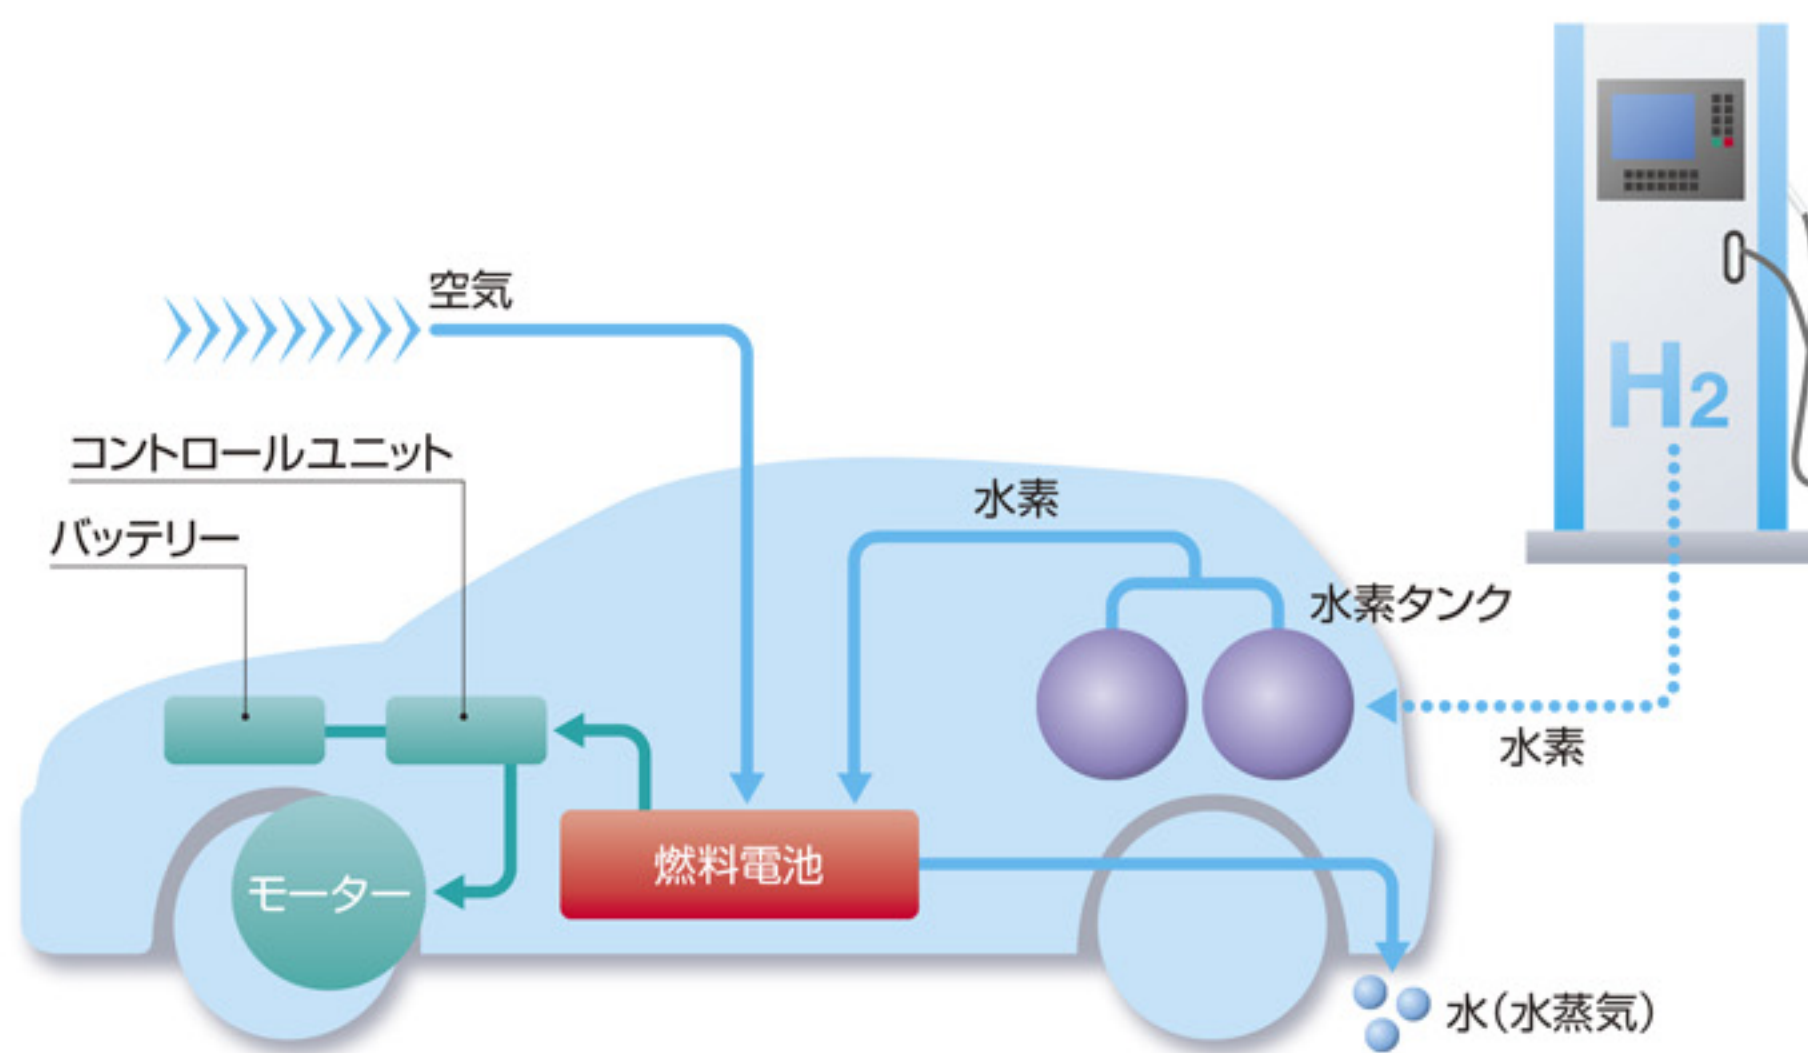 空気
コントロールユニット
バッテリー
水素
水素タンク
H2
水素
燃料電池
モーター
水(水蒸気)